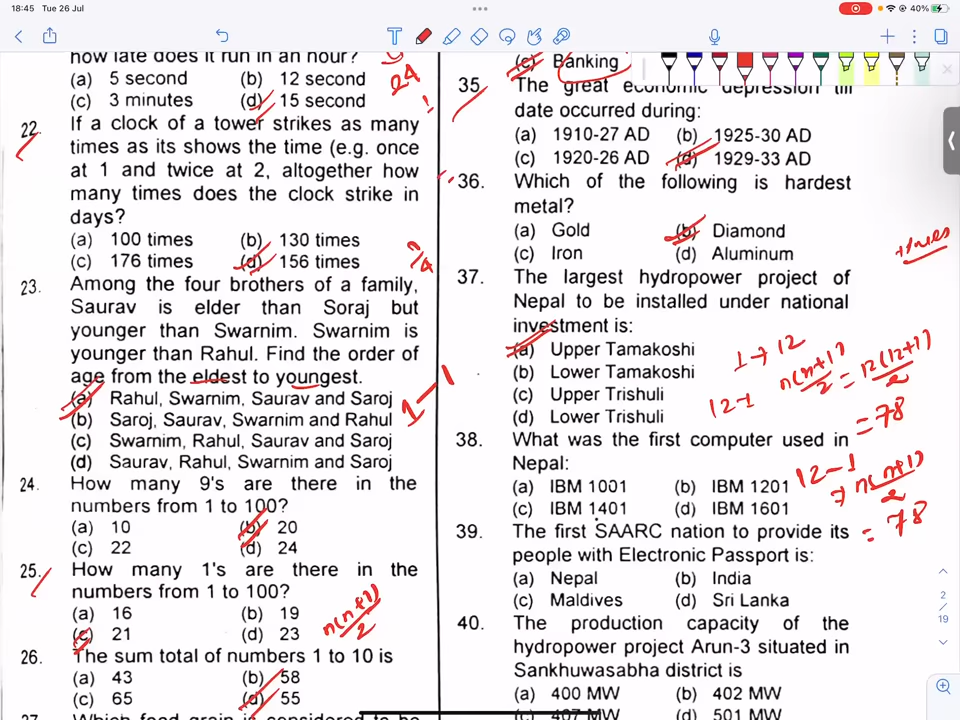 18:45 Tue 26 Jul
40%
how late does it run in an hour?
(a) 5 second (b) 12 second
(c) 3 minutes (d) 15 second
22. If a clock of a tower strikes as many
times as its shows the time (e.g. once
at 1 and twice at 2, altogether how
many times does the clock strike in
days?
(a) 100 times (b) 130 times
(c) 176 times (d) 156 times
23. Among the four brothers of a family,
Saurav is elder than Soraj but
younger than Swarnim. Swarnim is
younger than Rahul. Find the order of
age from the eldest to youngest.
(a) Rahul, Swarnim, Saurav and Saroj
(b) Saroj, Saurav, Swarnim and Rahul
(c) Swarnim, Rahul, Saurav and Saroj
(d) Saurav, Rahul, Swarnim and Saroj
24. How many 9's are there in the
numbers from 1 to 100?
(a) 10 (b) 20
(c) 22 (d) 24
25. How many 1's are there in the
numbers from 1 to 100?
(a) 16 (b) 19
(c) 21 (d) 23
n(n+1)
2
26. The sum total of numbers 1 to 10 is
(a) 43 (b) 58
(c) 65 (d) 55
24
1-1
(c) Banking
35. The great economic depression till
date occurred during:
(a) 1910-27 AD (b) 1925-30 AD
(c) 1920-26 AD (d) 1929-33 AD
36. Which of the following is hardest
metal?
(a) Gold (b) Diamond
(c) Iron (d) Aluminum
37. The largest hydropower project of
Nepal to be installed under national
investment is:
(a) Upper Tamakoshi
(b) Lower Tamakoshi
(c) Upper Trishuli
(d) Lower Trishuli
1→12
n(n+1)/2 = 12(12+1)/2
12-1
= 78
38. What was the first computer used in
Nepal:
(a) IBM 1001 (b) IBM 1201
(c) IBM 1401 (d) IBM 1601
12-1
n(n+1)
2
= 78
39. The first SAARC nation to provide its
people with Electronic Passport is:
(a) Nepal (b) India
(c) Maldives (d) Sri Lanka
40. The production capacity of the
hydropower project Arun-3 situated in
Sankhuwasabha district is
(a) 400 MW (b) 402 MW
(c) 407 MW (d) 501 MW
2
/
19